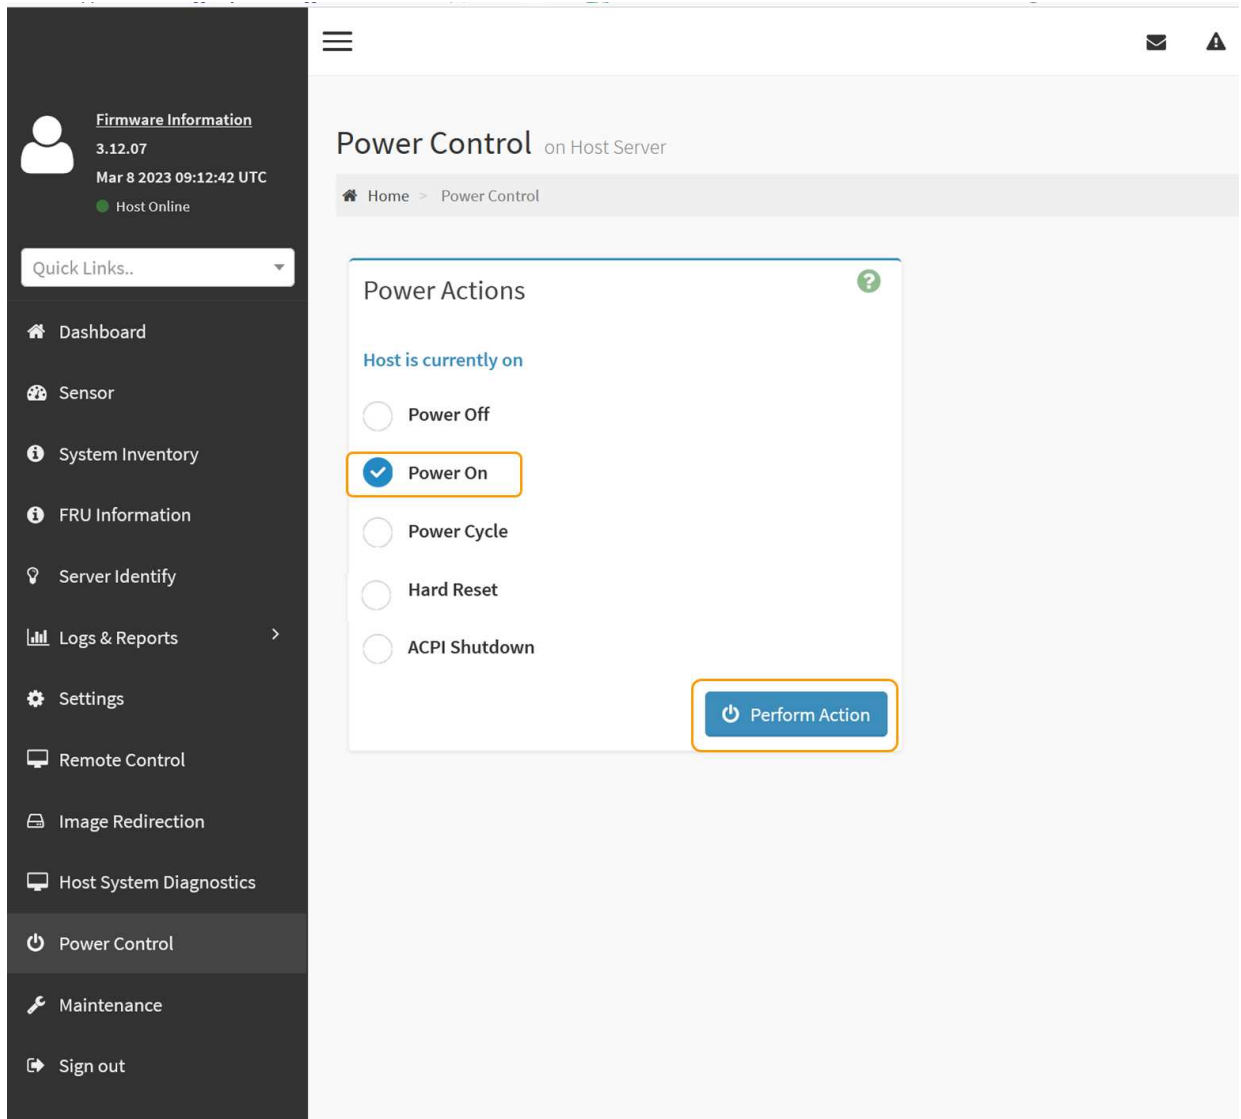 Firmware Information
3.12.07
Mar 8 2023 09:12:42 UTC
Host Online
Quick Links..
Dashboard
Sensor
System Inventory
FRU Information
Server Identify
Logs & Reports
Settings
Remote Control
Image Redirection
Host System Diagnostics
Power Control
Maintenance
Sign out
Power Control on Host Server
Home > Power Control
Power Actions
Host is currently on
Power Off
Power On
Power Cycle
Hard Reset
ACPI Shutdown
Perform Action